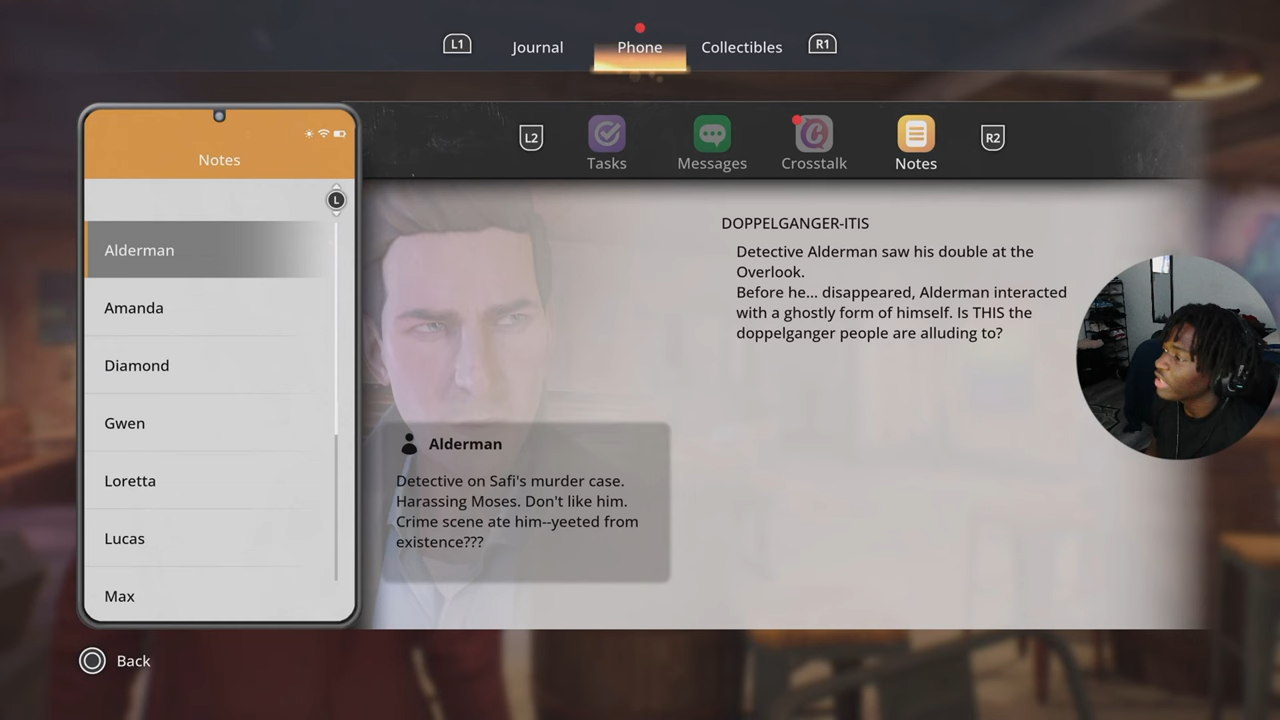 L1
Journal
Phone
Collectibles
R1
Notes
L2
Tasks
Messages
Crosstalk
Notes
R2
L
Alderman
Amanda
Diamond
Gwen
Loretta
Lucas
Max
DOPPELGANGER-ITIS
Detective Alderman saw his double at the
Overlook.
Before he... disappeared, Alderman interacted
with a ghostly form of himself. Is THIS the
doppelganger people are alluding to?
Alderman
Detective on Safi's murder case.
Harassing Moses. Don't like him.
Crime scene ate him--yeeted from
existence???
Back